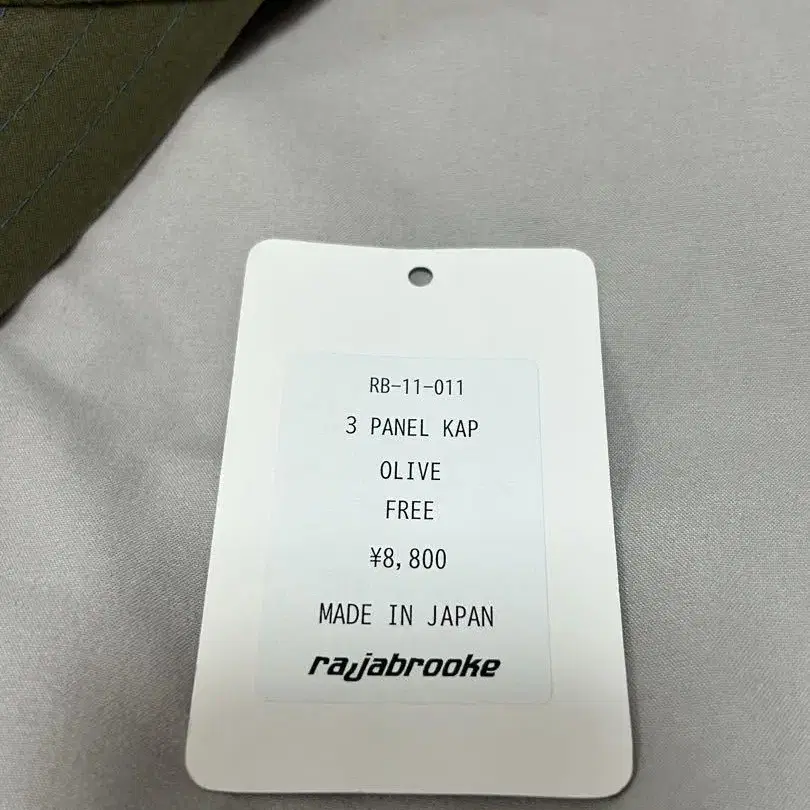 RB-11-011
3 PANEL KAP
OLIVE
FREE
¥8,800
MADE IN JAPAN
rajabrooke